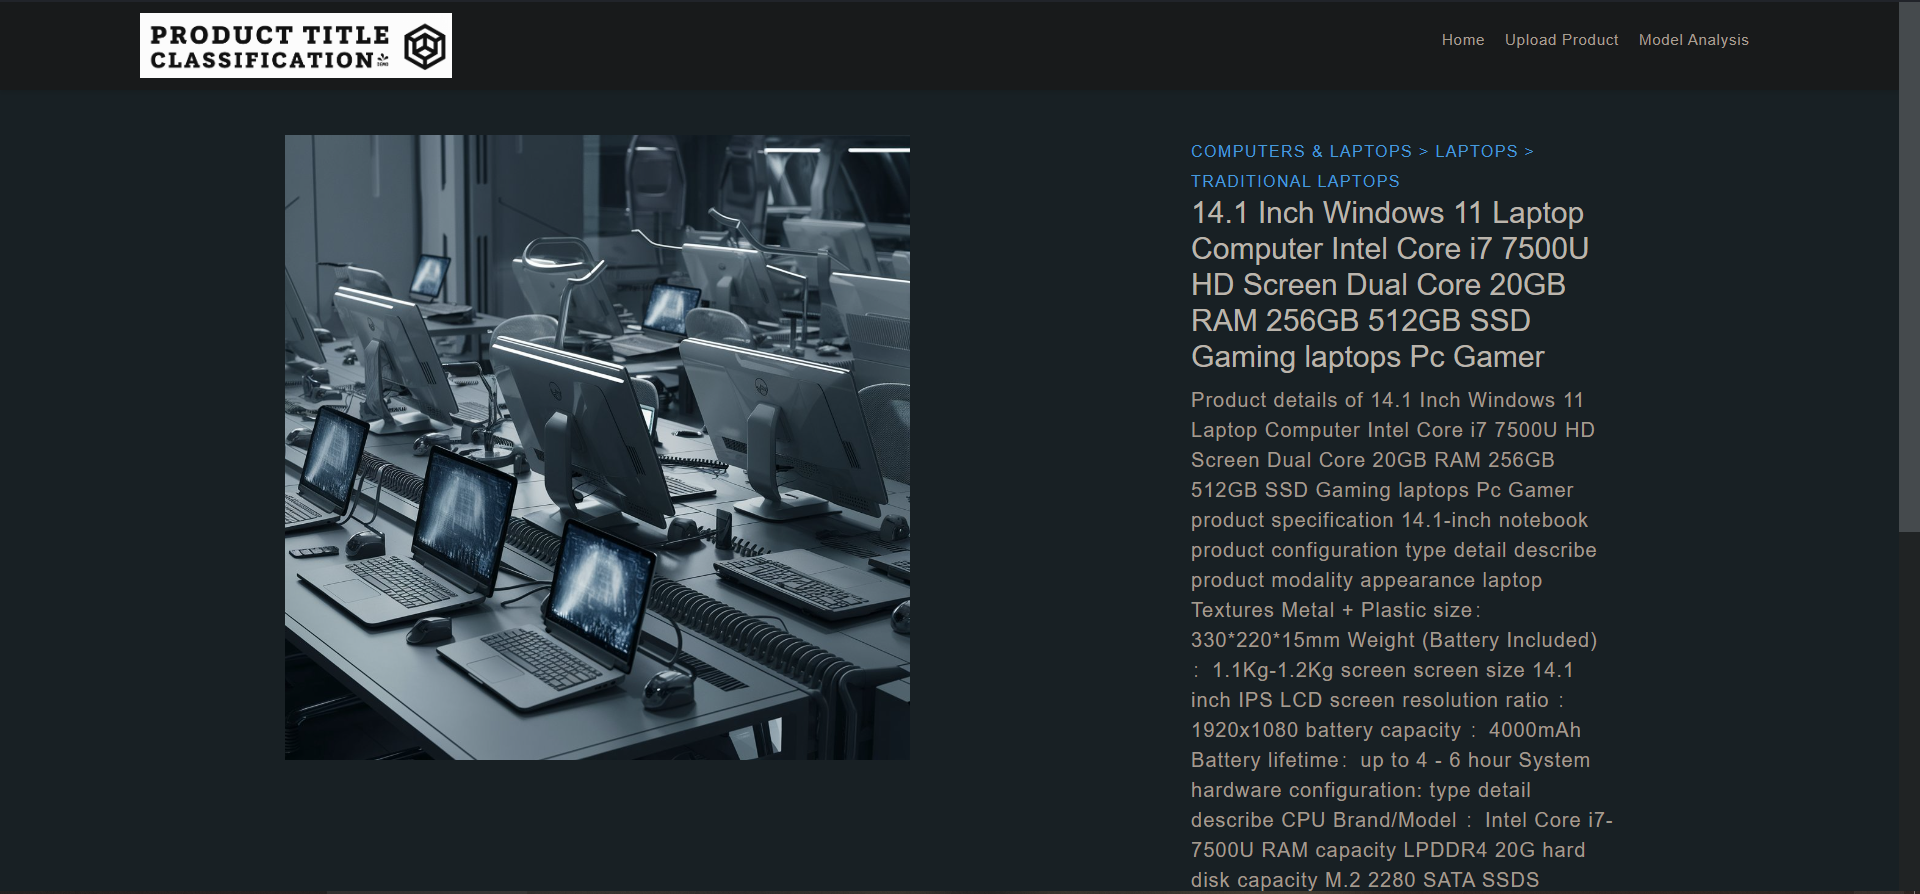 PRODUCT TITLE
CLASSIFICATION
DEMO
Home Upload Product Model Analysis
COMPUTERS & LAPTOPS > LAPTOPS >
TRADITIONAL LAPTOPS
14.1 Inch Windows 11 Laptop
Computer Intel Core i7 7500U
HD Screen Dual Core 20GB
RAM 256GB 512GB SSD
Gaming laptops Pc Gamer
Product details of 14.1 Inch Windows 11
Laptop Computer Intel Core i7 7500U HD
Screen Dual Core 20GB RAM 256GB
512GB SSD Gaming laptops Pc Gamer
product specification 14.1-inch notebook
product configuration type detail describe
product modality appearance laptop
Textures Metal + Plastic size：
330*220*15mm Weight (Battery Included)
：1.1Kg-1.2Kg screen screen size 14.1
inch IPS LCD screen resolution ratio：
1920x1080 battery capacity：4000mAh
Battery lifetime：up to 4 - 6 hour System
hardware configuration: type detail
describe CPU Brand/Model：Intel Core i7-
7500U RAM capacity LPDDR4 20G hard
disk capacity M.2 2280 SATA SSDS